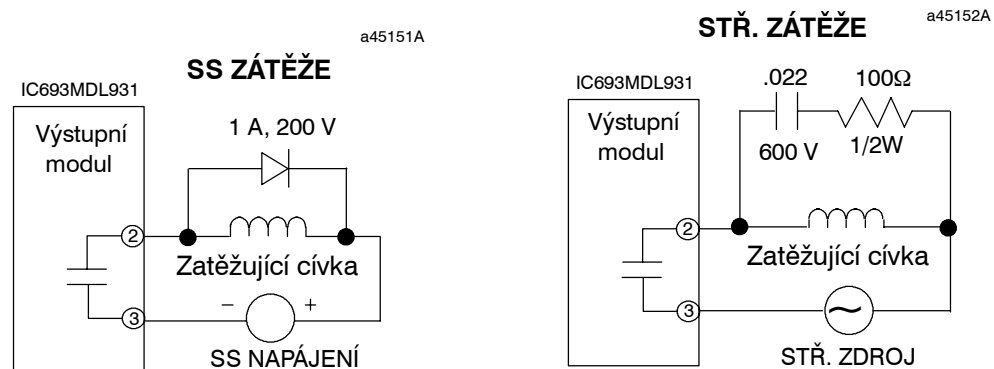 a45151A
SS ZÁTĚŽE
IC693MDL931
Výstupní
modul
1 A, 200 V
2
Zatěžující cívka
– +
3
SS NAPÁJENÍ
a45152A
STŘ. ZÁTĚŽE
IC693MDL931
.022 100Ω
Výstupní
modul
600 V 1/2W
2
Zatěžující cívka
3
STŘ. ZDROJ